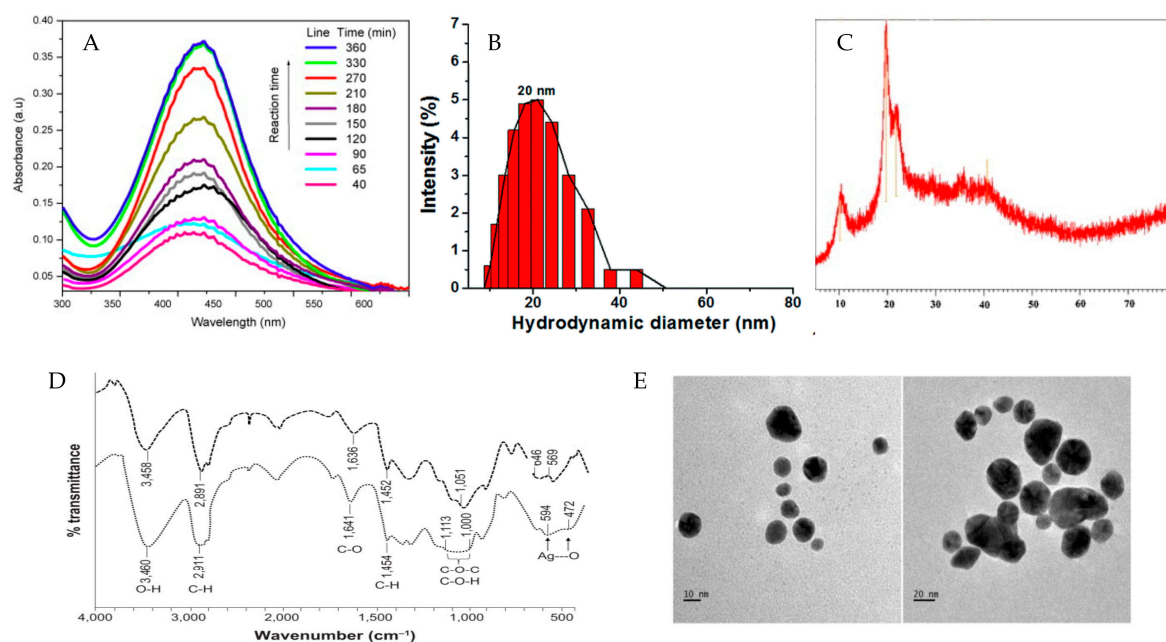 A
Line Time (min)
360
330
270
210
180
150
120
90
65
40
Reaction time
Absorbance (a.u)
0.40
0.35
0.30
0.25
0.20
0.15
0.10
0.05
300 350 400 450 500 550 600
Wavelength (nm)
B
20 nm
Intensity (%)
7
6
5
4
3
2
1
0
20 40 60 80
Hydrodynamic diameter (nm)
C
10 20 30 40 50 60 70
D
% transmittance
3,458
2,891
1,636
1,452
1,051
569
3,460
2,911
1,641
1,454
1,113
1,000
594
472
O–H
C–H
C–O
C–H
C–O–C
C–O–H
Ag---O
4,000 3,000 2,000 1,500 1,000 500
Wavenumber (cm⁻¹)
E
10 nm
20 nm